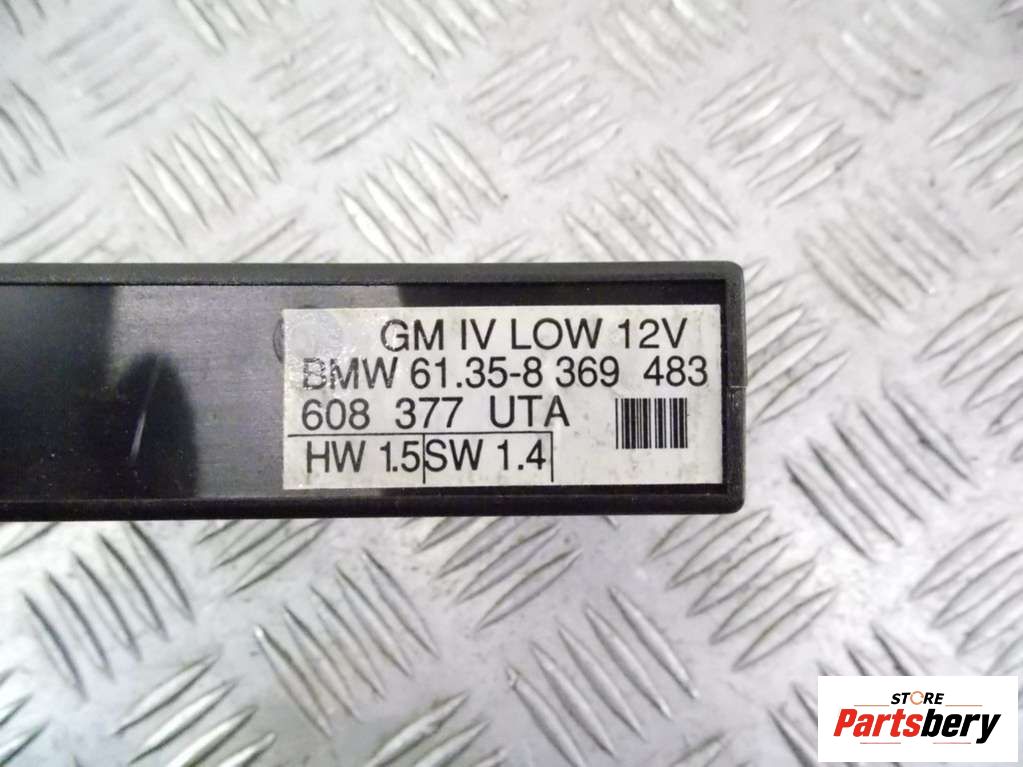 GM IV LOW 12V
BMW 61.35-8 369 483
608 377 UTA
HW 1.5 SW 1.4
STORE
Partsbery